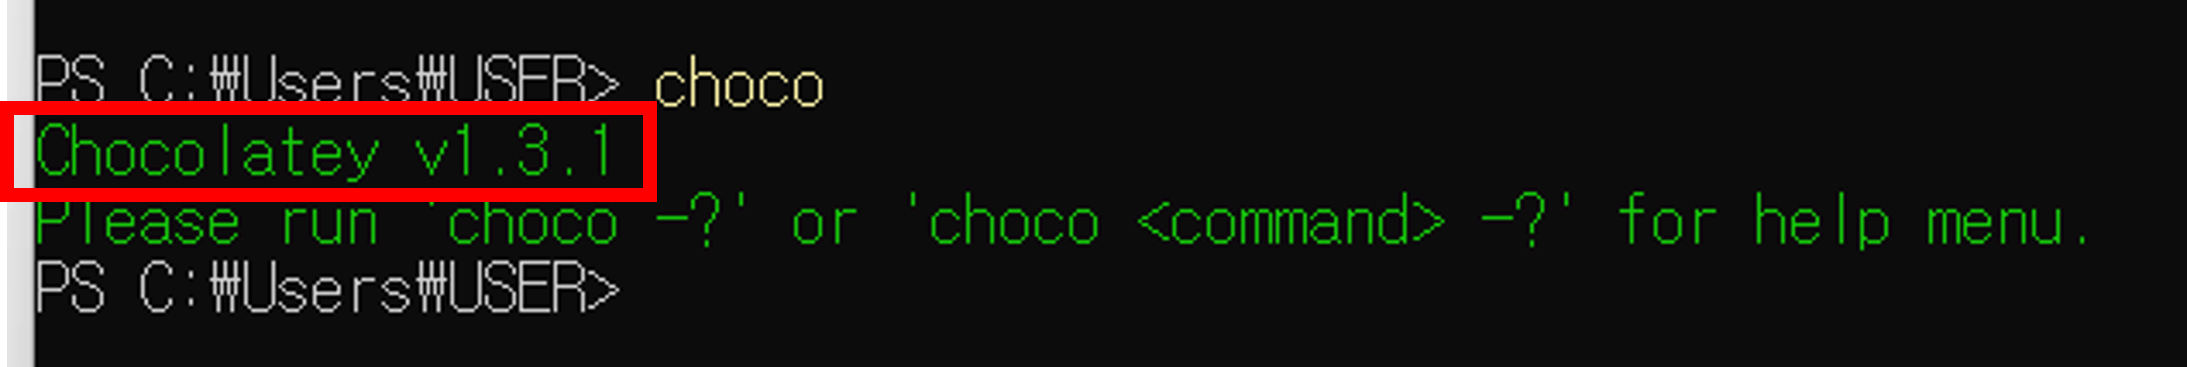 PS C:₩Users₩USER> choco
Chocolatey v1.3.1
Please run 'choco -?' or 'choco <command> -?' for help menu.
PS C:₩Users₩USER>